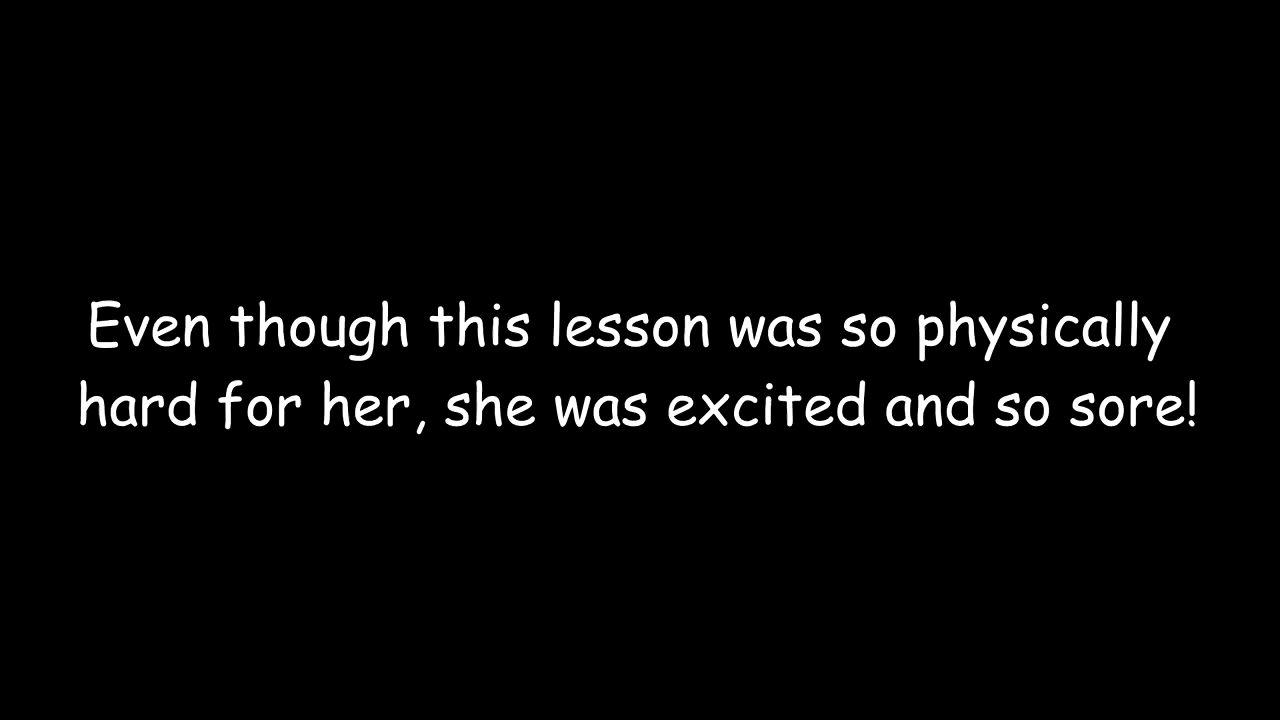 Even though this lesson was so physically
hard for her, she was excited and so sore!